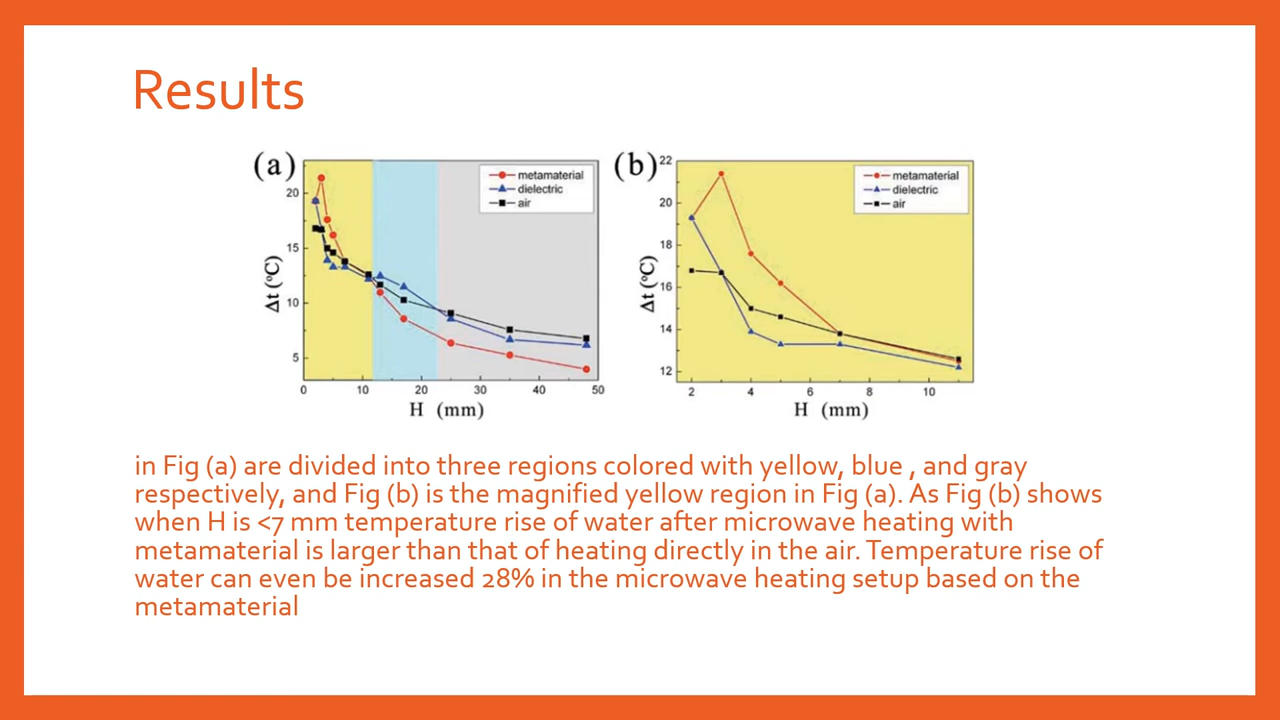 Results
(a)
20
15
10
5
Δt (°C)
metamaterial
dielectric
air
0 10 20 30 40 50
H (mm)
(b)
22
20
18
16
14
12
Δt (°C)
metamaterial
dielectric
air
2 4 6 8 10
H (mm)
in Fig (a) are divided into three regions colored with yellow, blue , and gray
respectively, and Fig (b) is the magnified yellow region in Fig (a). As Fig (b) shows
when H is <7 mm temperature rise of water after microwave heating with
metamaterial is larger than that of heating directly in the air. Temperature rise of
water can even be increased 28% in the microwave heating setup based on the
metamaterial